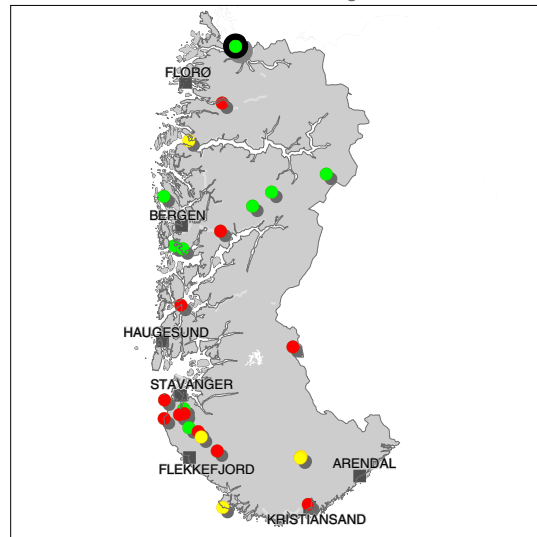 FLORØ
BERGEN
HAUGESUND
STAVANGER
FLEKKEFJORD
ARENDAL
KRISTIANSAND